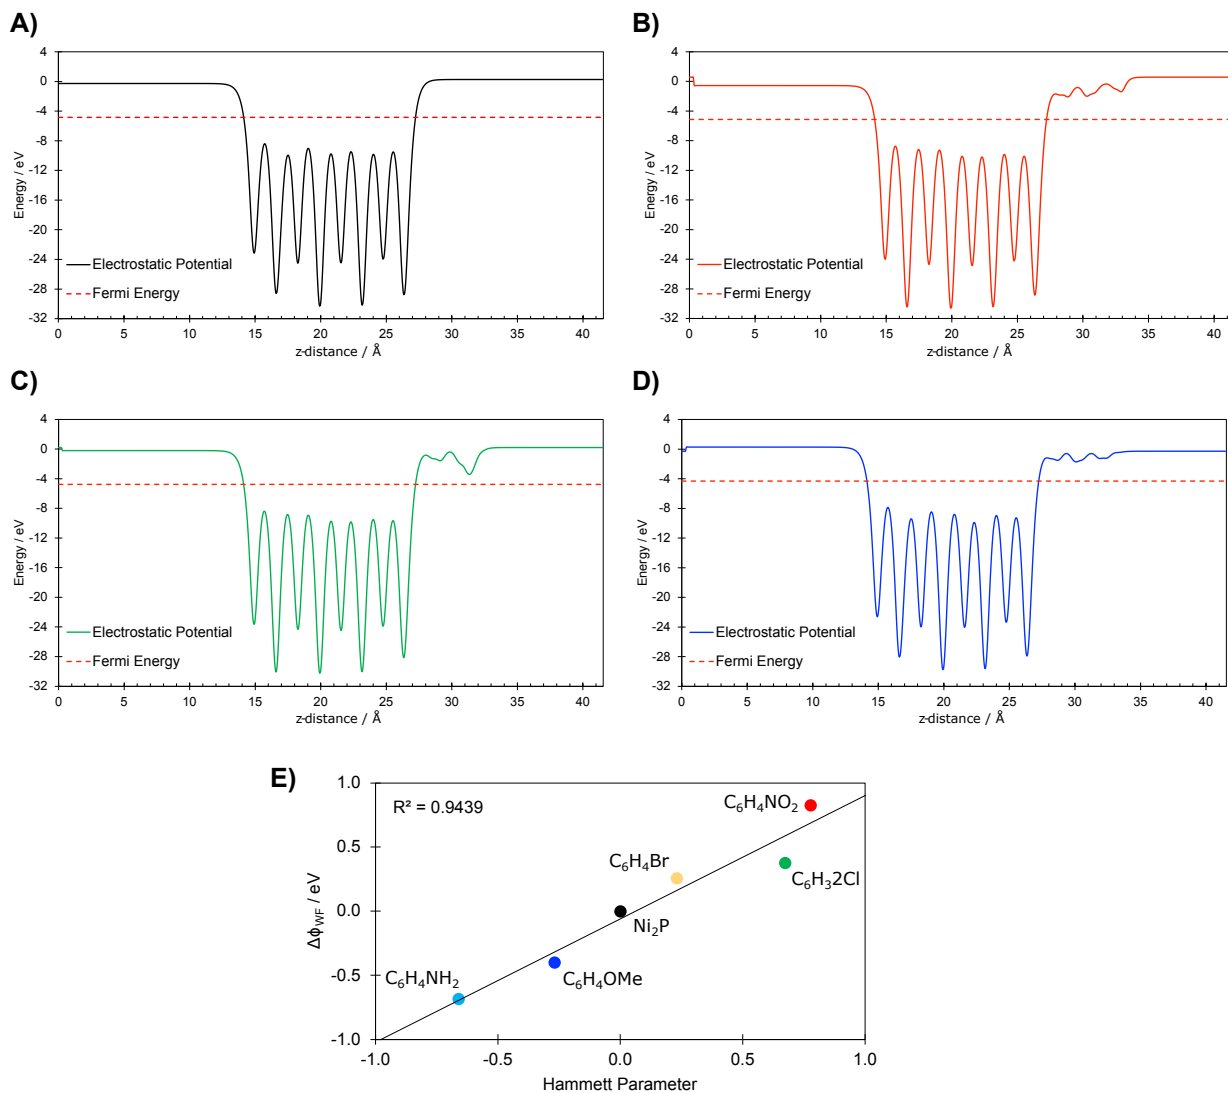 A)
4
0
-4
-8
-12
-16
-20
-24
-28
-32
Energy / eV
Electrostatic Potential
Fermi Energy
0 5 10 15 20 25 30 35 40
z-distance / Å
B)
4
0
-4
-8
-12
-16
-20
-24
-28
-32
Energy / eV
Electrostatic Potential
Fermi Energy
0 5 10 15 20 25 30 35 40
z-distance / Å
C)
4
0
-4
-8
-12
-16
-20
-24
-28
-32
Energy / eV
Electrostatic Potential
Fermi Energy
0 5 10 15 20 25 30 35 40
z-distance / Å
D)
4
0
-4
-8
-12
-16
-20
-24
-28
-32
Energy / eV
Electrostatic Potential
Fermi Energy
0 5 10 15 20 25 30 35 40
z-distance / Å
E)
1.0
0.5
0.0
-0.5
-1.0
Δϕ_WF / eV
R² = 0.9439
C₆H₄NO₂
C₆H₄Br
C₆H₃2Cl
Ni₂P
C₆H₄NH₂
C₆H₄OMe
-1.0 -0.5 0.0 0.5 1.0
Hammett Parameter